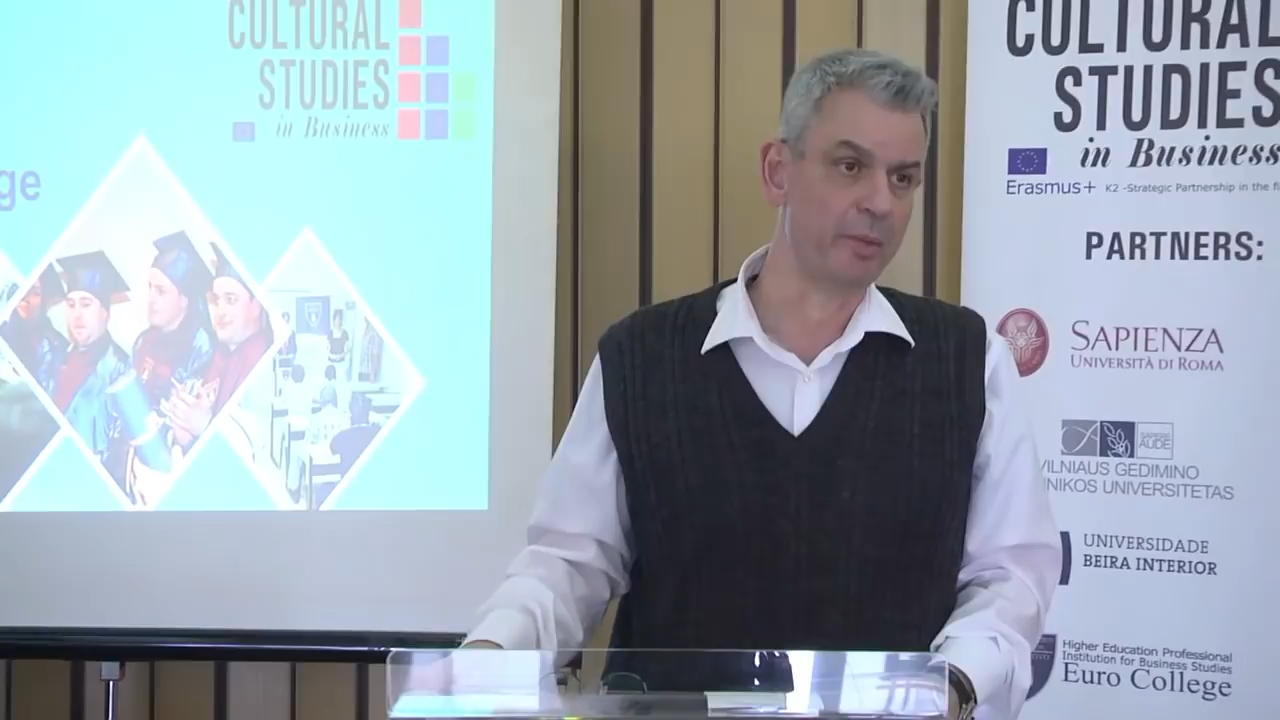 CULTURAL
STUDIES
in Business
ge
CULTURAL
STUDIES
in Business
Erasmus+ K2 -Strategic Partnership in the fi
PARTNERS:
SAPIENZA
UNIVERSITÀ DI ROMA
SAPERE
AUDE
VILNIAUS GEDIMINO
NIKOS UNIVERSITETAS
UNIVERSIDADE
BEIRA INTERIOR
Higher Education Professional
Institution for Business Studies
Euro College